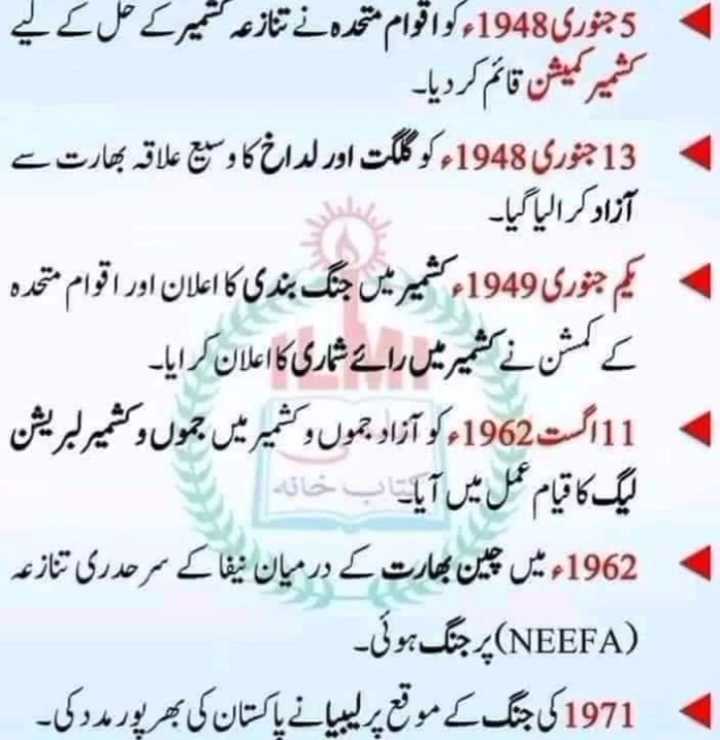 5 جنوری 1948ء کو اقوام متحدہ نے تنازعہ کشمیر کے حل کے لیے
کشمیر کمیشن قائم کر دیا۔
13 جنوری 1948ء کو گلگت اور لداخ کا وسیع علاقہ بھارت سے
آزاد کرالیا گیا۔
یکم جنوری 1949ء کشمیر میں جنگ بندی کا اعلان اور اقوام متحدہ
کے کمشن نے کشمیر میں رائے شماری کا اعلان کرایا۔
11 اگست 1962ء کو آزاد جموں و کشمیر میں جموں و کشمیر لبریشن
لیگ کا قیام عمل میں آیا۔
1962ء میں چین بھارت کے درمیان نیفا کے سرحدری تنازعہ
(NEEFA) پر جنگ ہوئی۔
1971 کی جنگ کے موقع پر لیبیا نے پاکستان کی بھرپور مدد کی۔
ILMI
کتاب خانہ